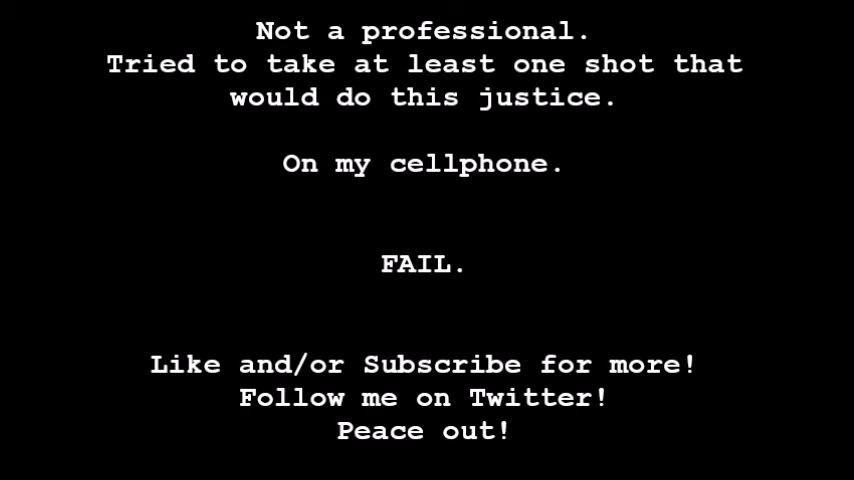 Not a professional.
Tried to take at least one shot that
would do this justice.
On my cellphone.
FAIL.
Like and/or Subscribe for more!
Follow me on Twitter!
Peace out!